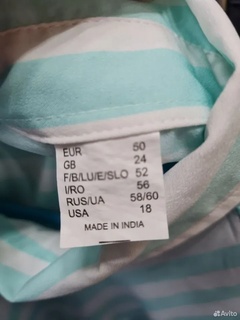 EUR 50
GB 24
F/B/LU/E/SLO 52
I/RO 56
RUS/UA 58/60
USA 18
MADE IN INDIA
Avito